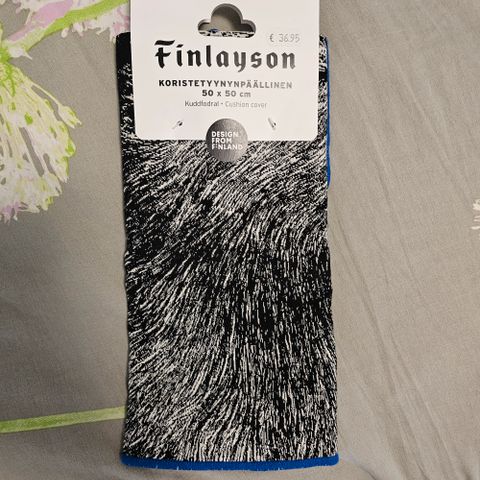 € 36.95
Finlayson
KORISTETYYNYNPÄÄLLINEN
50 x 50 cm
Kuddfodral • Cushion cover
DESIGN
FROM
FINLAND